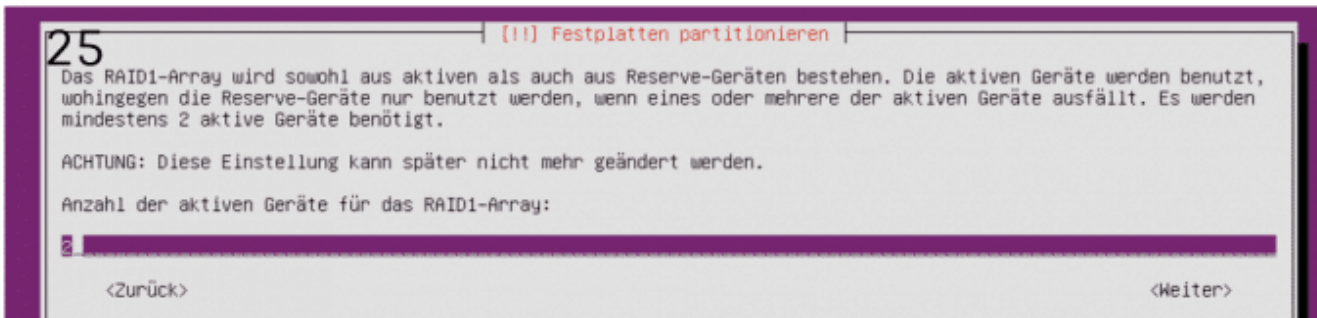 [!!] Festplatten partitionieren
25
Das RAID1-Array wird sowohl aus aktiven als auch aus Reserve-Geräten bestehen. Die aktiven Geräte werden benutzt,
wohingegen die Reserve-Geräte nur benutzt werden, wenn eines oder mehrere der aktiven Geräte ausfällt. Es werden
mindestens 2 aktive Geräte benötigt.
ACHTUNG: Diese Einstellung kann später nicht mehr geändert werden.
Anzahl der aktiven Geräte für das RAID1-Array:
2
<Zurück> <Weiter>